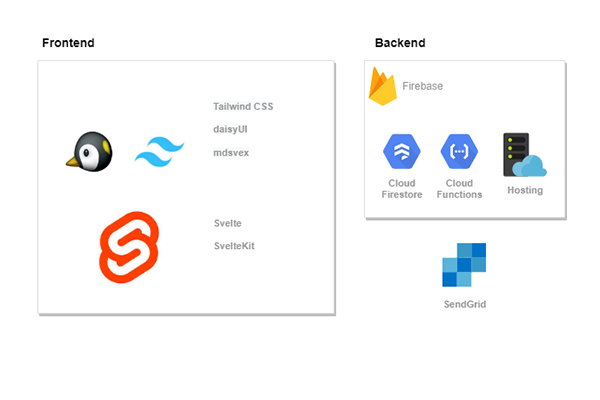 Frontend
Tailwind CSS
daisyUI
mdsvex
Svelte
SvelteKit
Backend
Firebase
Cloud
Firestore
Cloud
Functions
Hosting
SendGrid